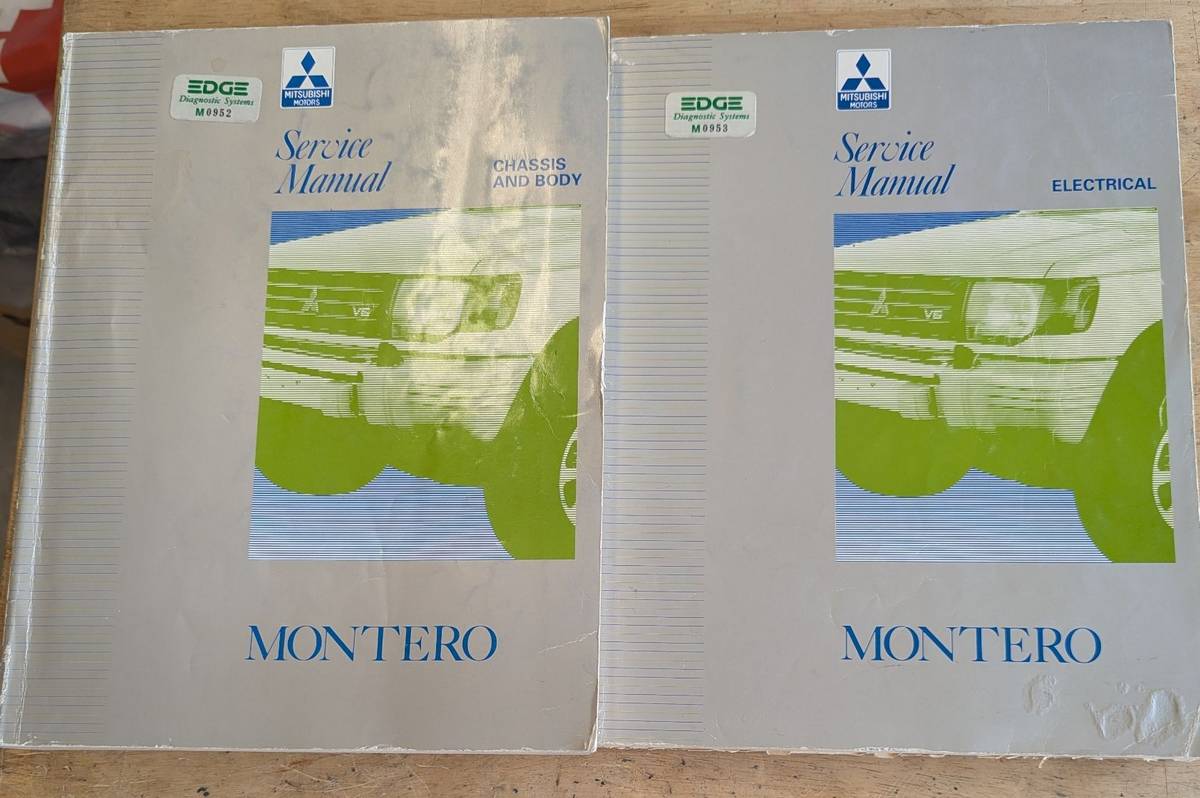 EDGE
Diagnostic Systems
M0952
MITSUBISHI
MOTORS
Service
Manual
CHASSIS
AND BODY
V6
MONTERO
EDGE
Diagnostic Systems
M0953
MITSUBISHI
MOTORS
Service
Manual
ELECTRICAL
V6
MONTERO